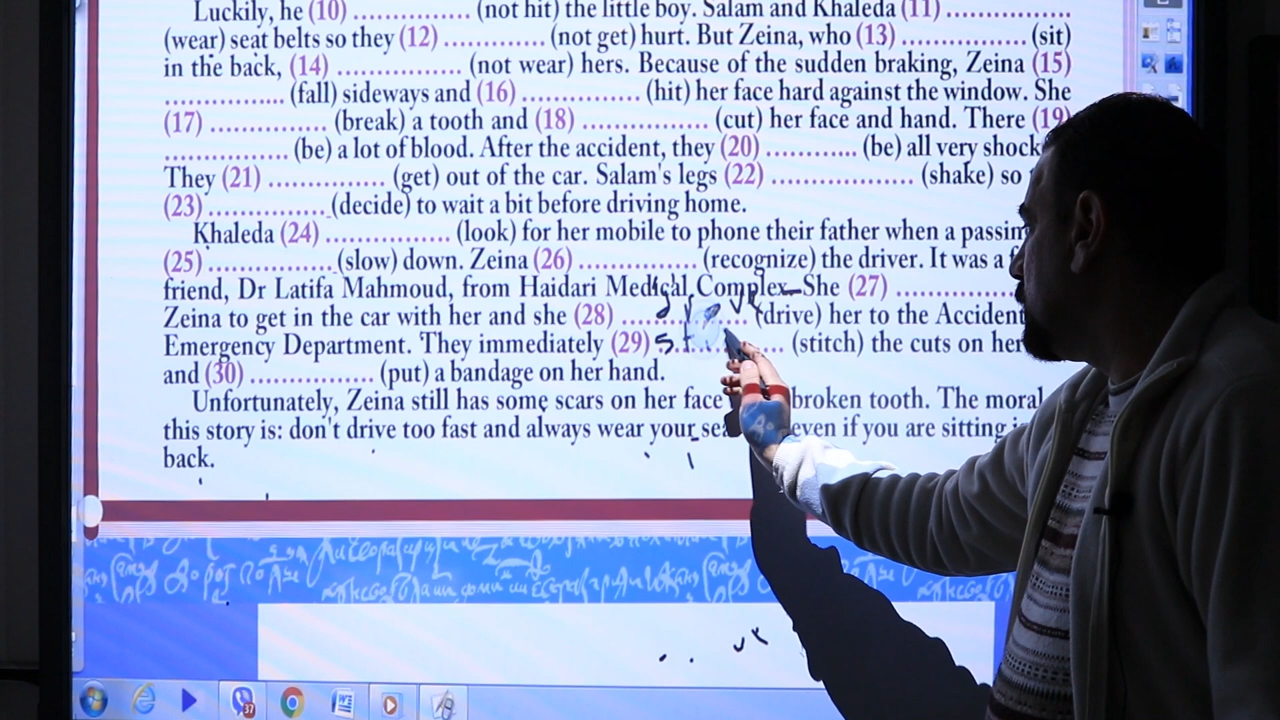 Luckily, he (10) ............... (not hit) the little boy. Salam and Khaleda (11) ................
(wear) seat belts so they (12) ............. (not get) hurt. But Zeina, who (13) ................ (sit)
in the back, (14) ................ (not wear) hers. Because of the sudden braking, Zeina (15)
............... (fall) sideways and (16) ............... (hit) her face hard against the window. She
(17) ............... (break) a tooth and (18) ................ (cut) her face and hand. There (19)
................ (be) a lot of blood. After the accident, they (20) ............ (be) all very shock
They (21) ............... (get) out of the car. Salam's legs (22) .................. (shake) so
(23) ............... (decide) to wait a bit before driving home.
Khaleda (24) ................ (look) for her mobile to phone their father when a passin
(25) ................ (slow) down. Zeina (26) ............... (recognize) the driver. It was a f
friend, Dr Latifa Mahmoud, from Haidari Medical Complex. She (27) ................
Zeina to get in the car with her and she (28) ................ (drive) her to the Accident
Emergency Department. They immediately (29) s................ (stitch) the cuts on her
and (30) ................ (put) a bandage on her hand.
Unfortunately, Zeina still has some scars on her face broken tooth. The moral
this story is: don't drive too fast and always wear your sea even if you are sitting i
back.
37